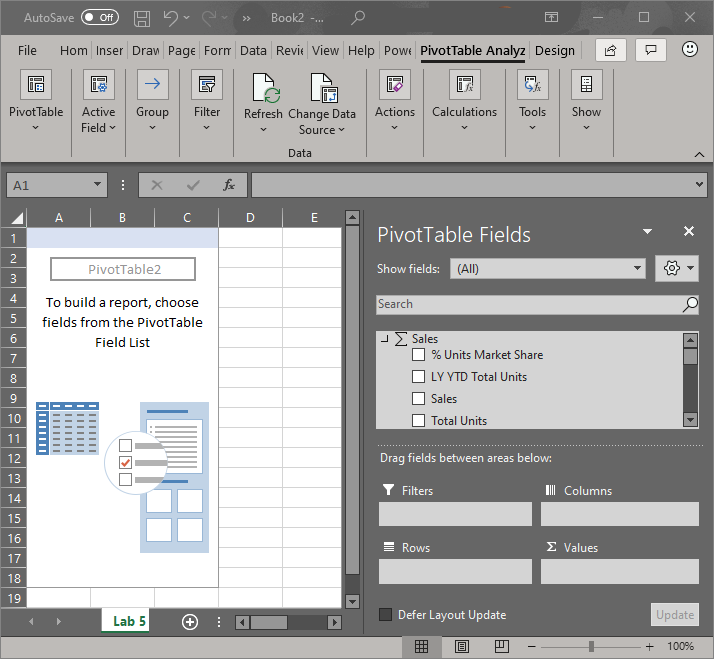 AutoSave Off Book2 -...
File Hom Inser Draw Page Form Data Revie View Help Powe PivotTable Analyz Design
PivotTable Active Field Group Filter Refresh Change Data Source Actions Calculations Tools Show
Data
A1 fx
A B C D E
1
2
3
4
5
6
7
8
9
10
11
12
13
14
15
16
17
18
19
PivotTable2
To build a report, choose
fields from the PivotTable
Field List
PivotTable Fields
Show fields: (All)
Search
Σ Sales
% Units Market Share
LY YTD Total Units
Sales
Total Units
Drag fields between areas below:
Filters Columns
Rows Σ Values
Defer Layout Update Update
Lab 5
100%